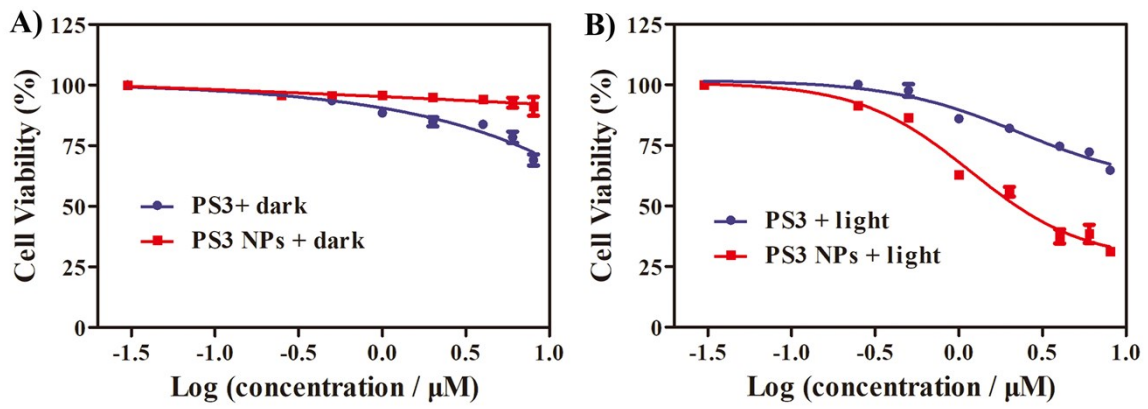 A)
Cell Viability (%)
125
100
75
50
25
0
PS3+ dark
PS3 NPs + dark
-1.5 -1.0 -0.5 0.0 0.5 1.0
Log (concentration / μM)
B)
Cell Viability (%)
125
100
75
50
25
0
PS3 + light
PS3 NPs + light
-1.5 -1.0 -0.5 0.0 0.5 1.0
Log (concentration / μM)